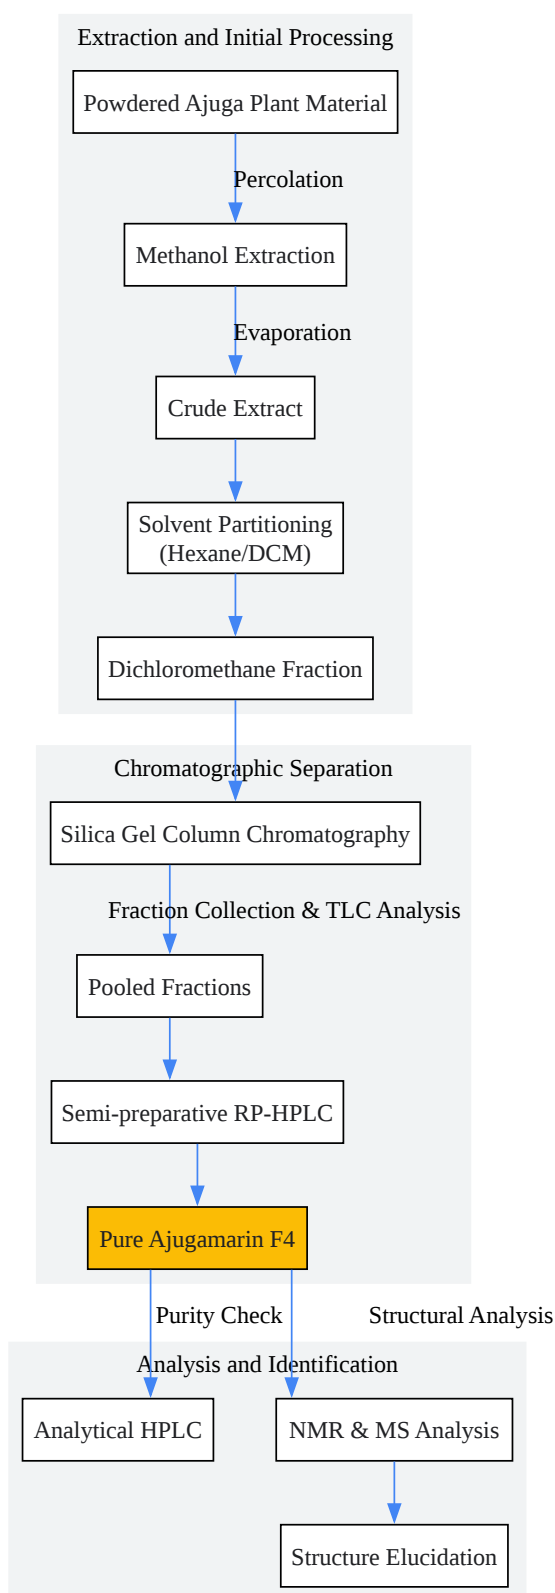 Extraction and Initial Processing
Powdered Ajuga Plant Material
Percolation
Methanol Extraction
Evaporation
Crude Extract
Solvent Partitioning
(Hexane/DCM)
Dichloromethane Fraction
Chromatographic Separation
Silica Gel Column Chromatography
Fraction Collection & TLC Analysis
Pooled Fractions
Semi-preparative RP-HPLC
Pure Ajugamarin F4
Purity Check
Structural Analysis
Analysis and Identification
Analytical HPLC
NMR & MS Analysis
Structure Elucidation